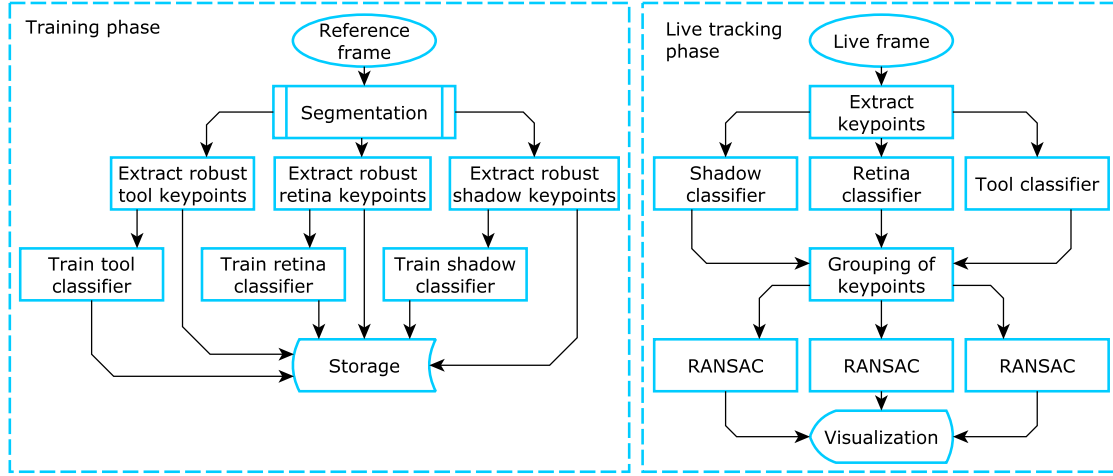 Training phase
Reference
frame
Segmentation
Extract robust
tool keypoints
Extract robust
retina keypoints
Extract robust
shadow keypoints
Train tool
classifier
Train retina
classifier
Train shadow
classifier
Storage
Live tracking
phase
Live frame
Extract
keypoints
Shadow
classifier
Retina
classifier
Tool classifier
Grouping of
keypoints
RANSAC
RANSAC
RANSAC
Visualization